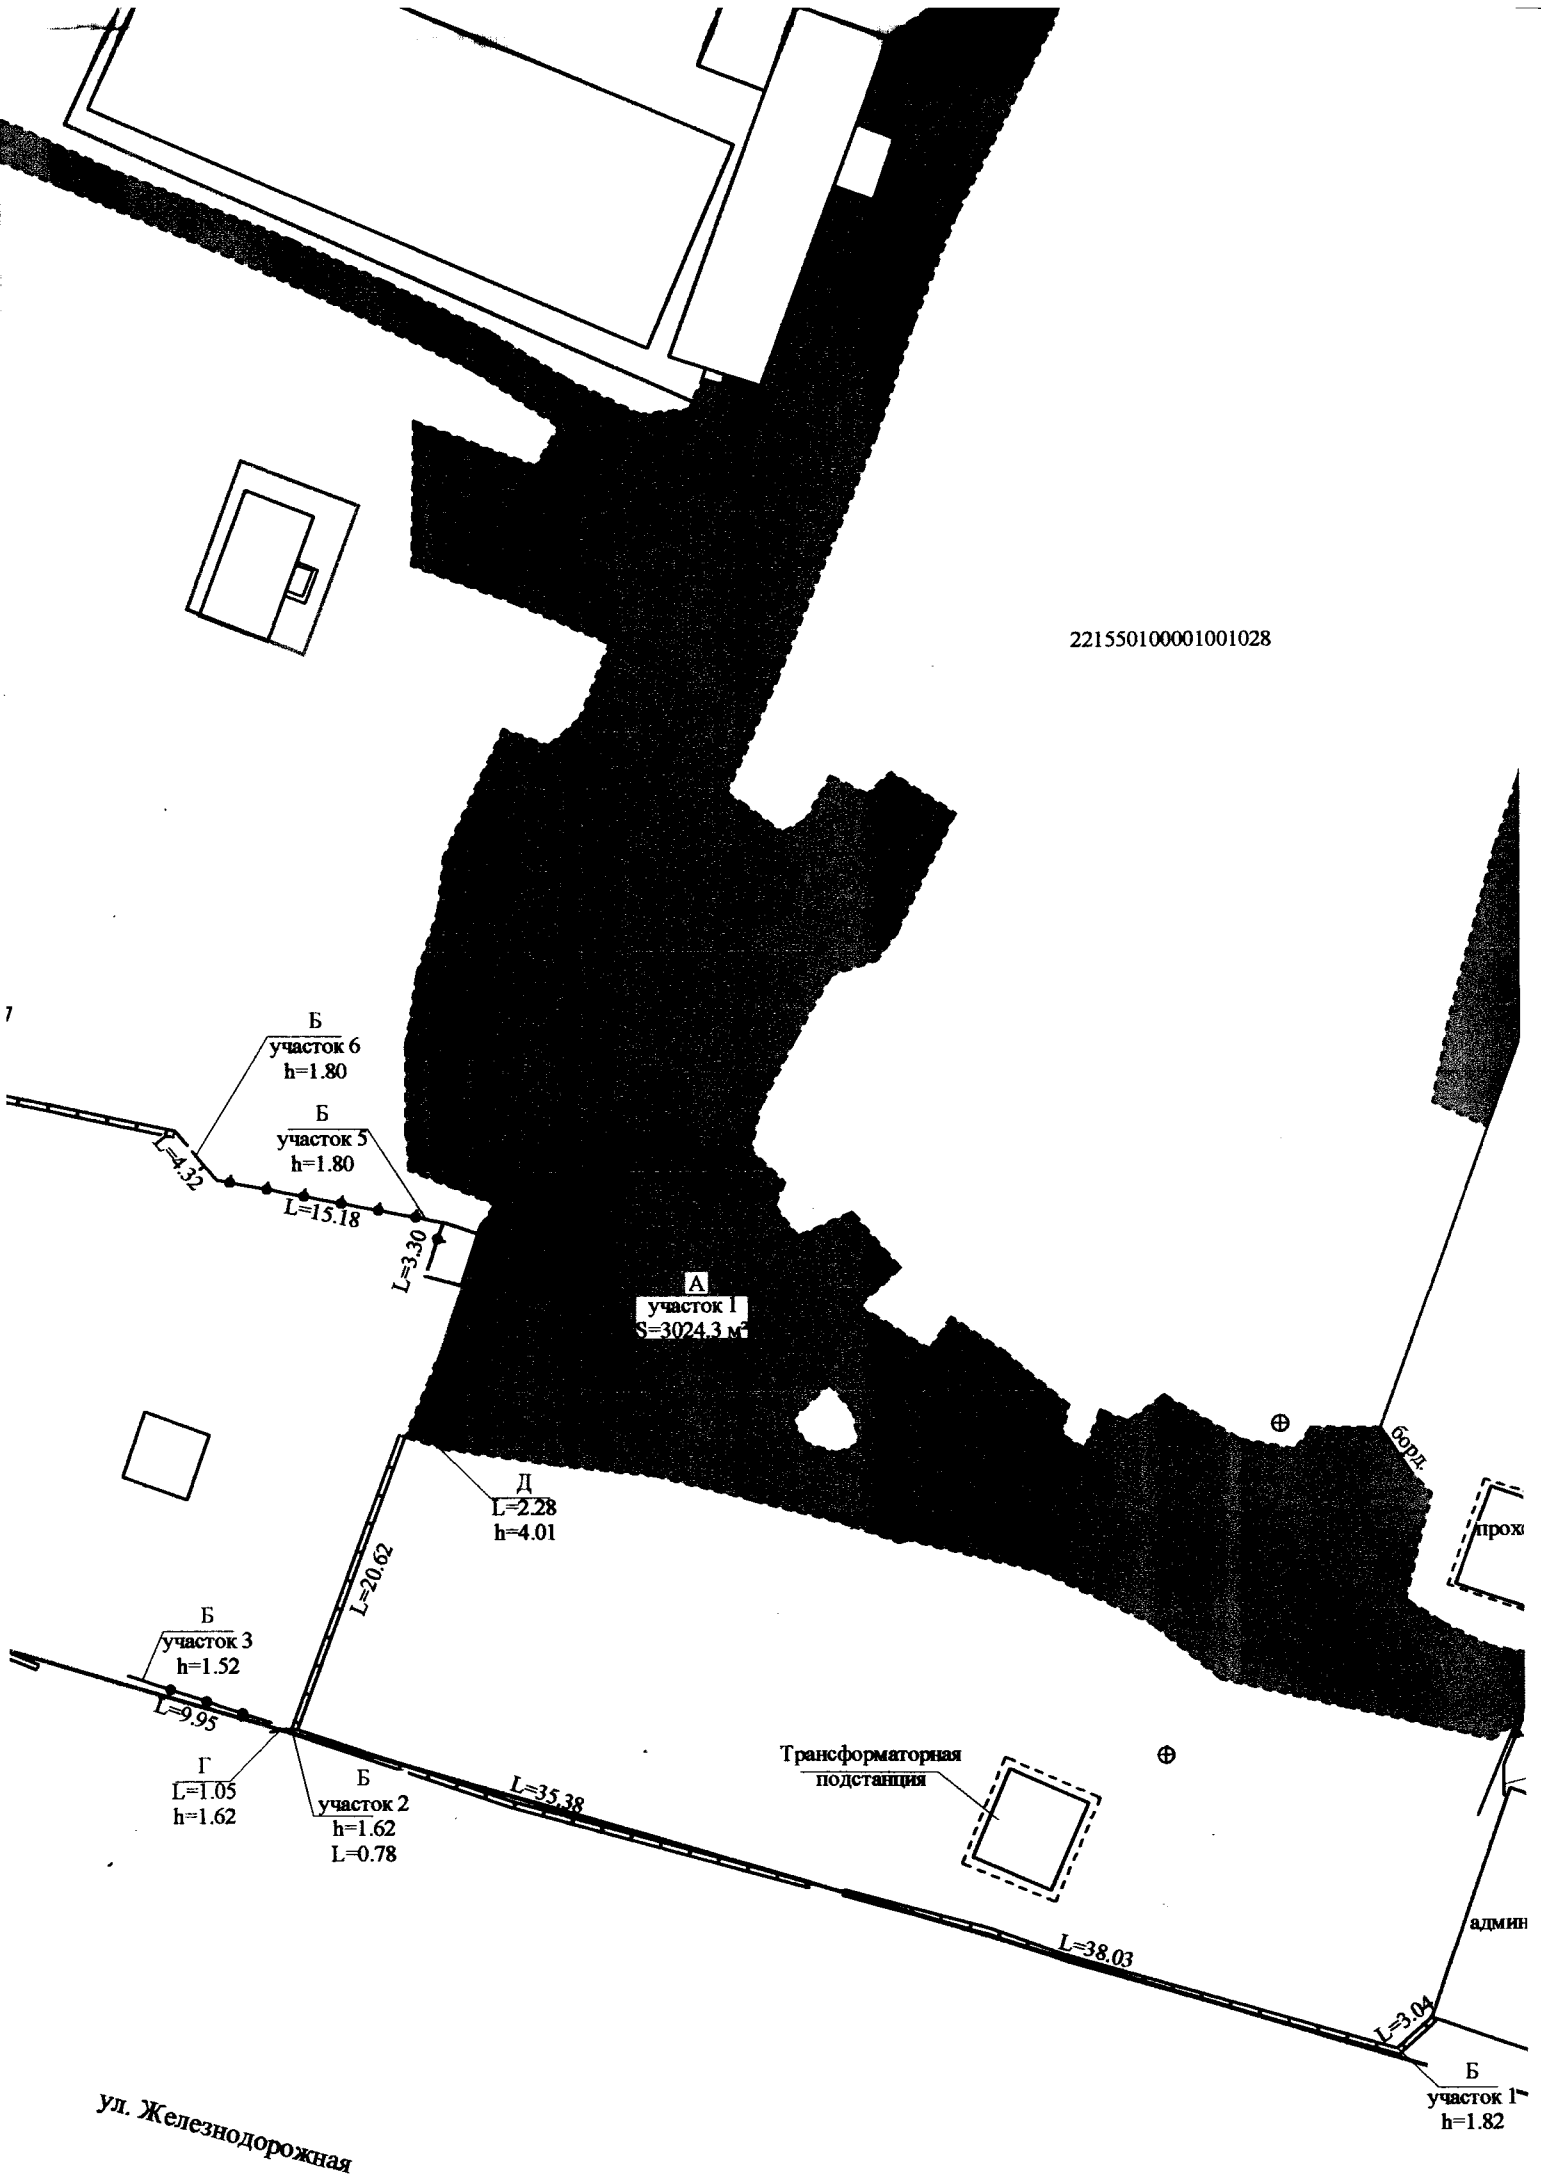 221550100001001028
Б
участок 6
h=1.80
Б
участок 5
h=1.80
L=4.32
L=15.18
L=3.30
А
участок 1
S=3024.3 м²
борд.
Д
L=2.28
h=4.01
L=20.62
Б
участок 3
h=1.52
L=9.95
Г
L=1.05
h=1.62
Б
участок 2
h=1.62
L=0.78
L=35.38
Трансформаторная
подстанция
L=38.03
L=3.04
админ
Б
участок 1
h=1.82
ул. Железнодорожная